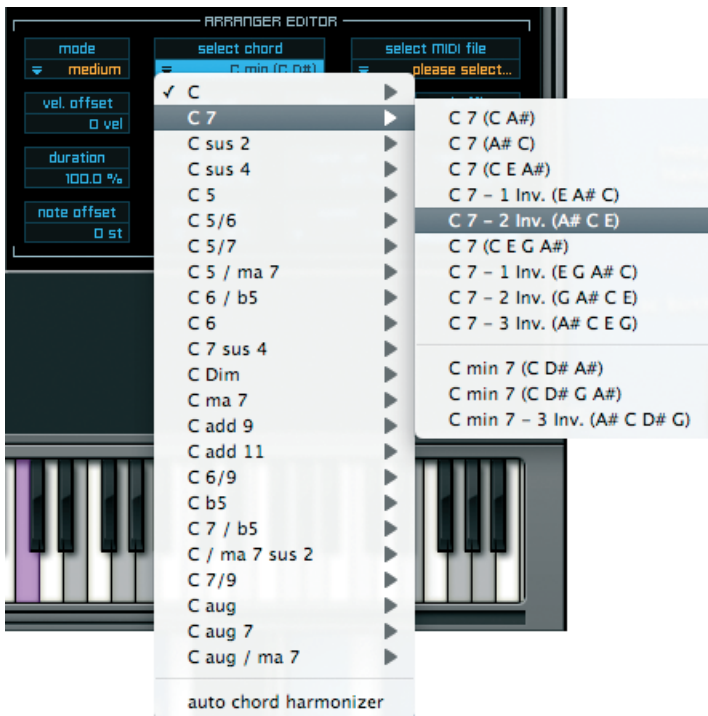 ARRANGER EDITOR
mode
medium
select chord
C min (C D#)
select MIDI file
please select...
vel. offset
0 vel
duration
100.0 %
note offset
0 st
✓ C
C 7
C sus 2
C sus 4
C 5
C 5/6
C 5/7
C 5 / ma 7
C 6 / b5
C 6
C 7 sus 4
C Dim
C ma 7
C add 9
C add 11
C 6/9
C b5
C 7 / b5
C / ma 7 sus 2
C 7/9
C aug
C aug 7
C aug / ma 7
auto chord harmonizer
C 7 (C A#)
C 7 (A# C)
C 7 (C E A#)
C 7 – 1 Inv. (E A# C)
C 7 – 2 Inv. (A# C E)
C 7 (C E G A#)
C 7 – 1 Inv. (E G A# C)
C 7 – 2 Inv. (G A# C E)
C 7 – 3 Inv. (A# C E G)
C min 7 (C D# A#)
C min 7 (C D# G A#)
C min 7 – 3 Inv. (A# C D# G)